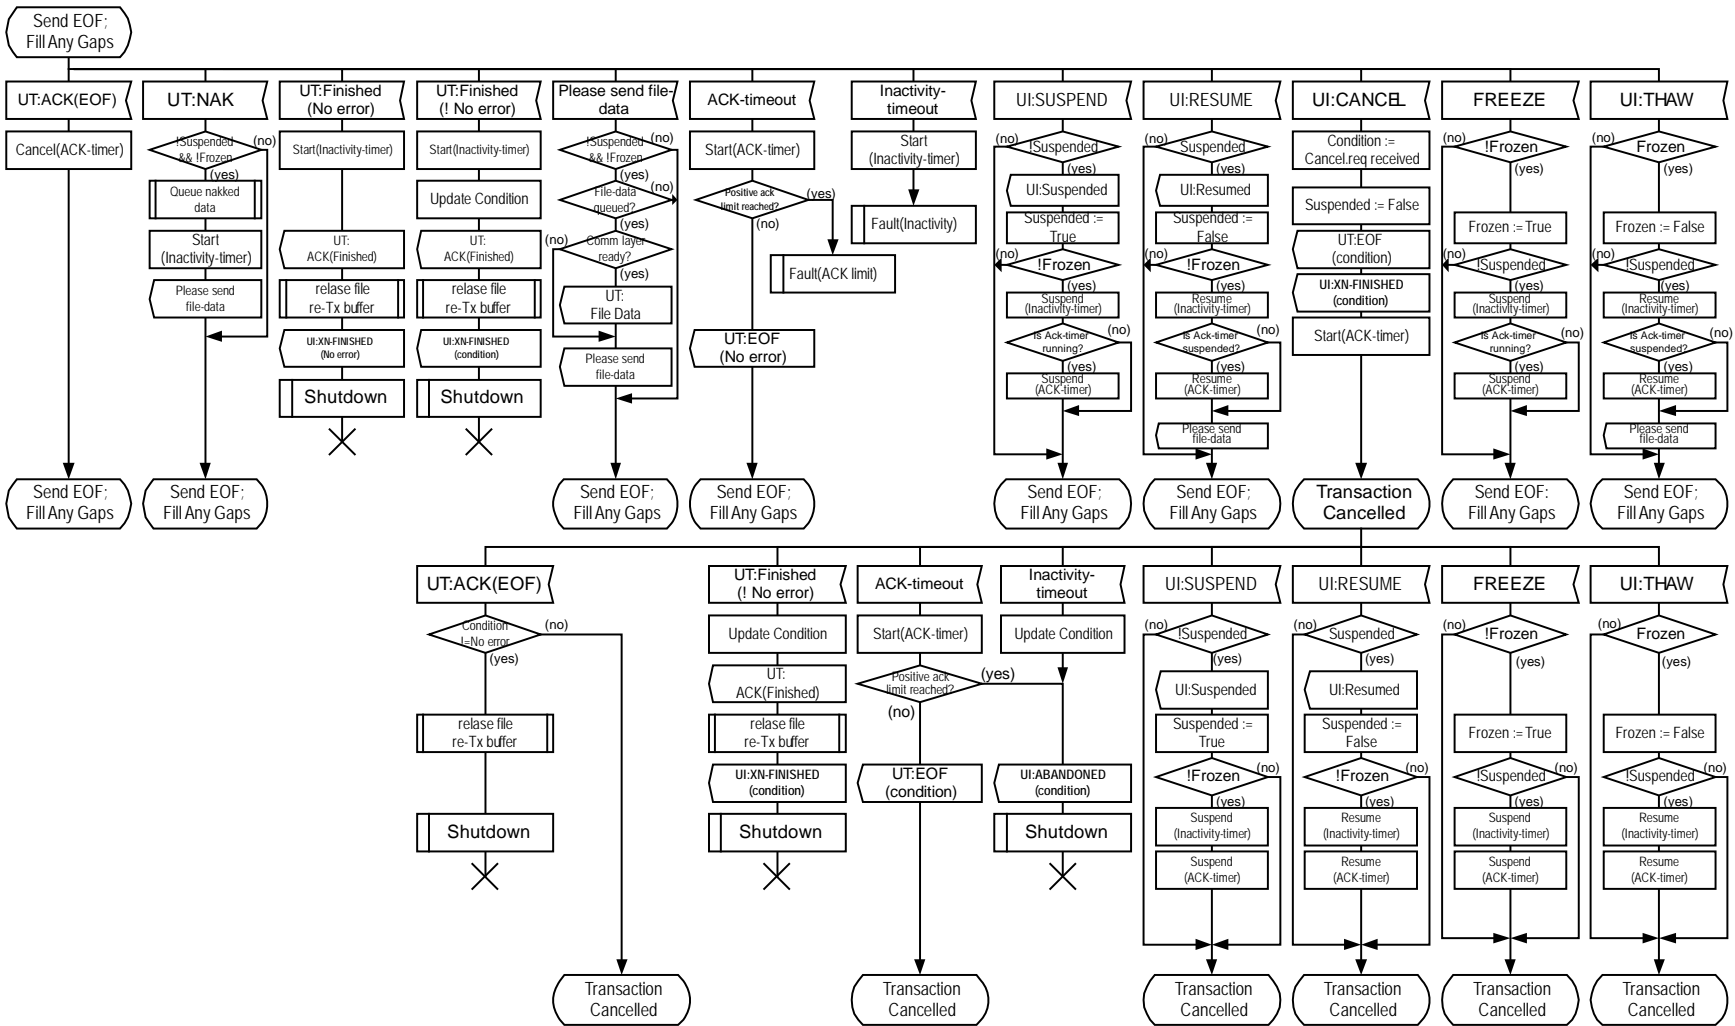 Send EOF;
Fill Any Gaps
UT:ACK(EOF)
Cancel(ACK-timer)
Send EOF;
Fill Any Gaps
UT:NAK
!Suspended
&& !Frozen
(no)
(yes)
Queue nakked
data
Start
(Inactivity-timer)
Please send
file-data
Send EOF;
Fill Any Gaps
UT:Finished
(No error)
Start(Inactivity-timer)
UT:
ACK(Finished)
relase file
re-Tx buffer
UI:XN-FINISHED
(No error)
Shutdown
UT:Finished
(! No error)
Start(Inactivity-timer)
Update Condition
UT:
ACK(Finished)
relase file
re-Tx buffer
UI:XN-FINISHED
(condition)
Shutdown
Please send file-
data
!Suspended
&& !Frozen
(no)
(yes)
File-data
queued?
(no)
(yes)
Comm layer
ready?
(no)
(yes)
UT:
File Data
Please send
file-data
Send EOF;
Fill Any Gaps
ACK-timeout
Start(ACK-timer)
Positive ack
limit reached?
(yes)
(no)
Fault(ACK limit)
UT:EOF
(No error)
Send EOF;
Fill Any Gaps
Inactivity-
timeout
Start
(Inactivity-timer)
Fault(Inactivity)
UI:SUSPEND
(no)
!Suspended
(yes)
UI:Suspended
Suspended :=
True
(no)
!Frozen
(yes)
Suspend
(Inactivity-timer)
Is Ack-timer
running?
(no)
(yes)
Suspend
(ACK-timer)
Send EOF;
Fill Any Gaps
UI:RESUME
(no)
Suspended
(yes)
UI:Resumed
Suspended :=
False
(no)
!Frozen
(yes)
Resume
(Inactivity-timer)
Is Ack-timer
suspended?
(no)
(yes)
Resume
(ACK-timer)
Please send
file-data
Send EOF;
Fill Any Gaps
UI:CANCEL
Condition :=
Cancel.req received
Suspended := False
UT:EOF
(condition)
UI:XN-FINISHED
(condition)
Start(ACK-timer)
Transaction
Cancelled
FREEZE
(no)
!Frozen
(yes)
Frozen := True
(no)
!Suspended
(yes)
Suspend
(Inactivity-timer)
Is Ack-timer
running?
(no)
(yes)
Suspend
(ACK-timer)
Send EOF:
Fill Any Gaps
UI:THAW
(no)
Frozen
(yes)
Frozen := False
(no)
!Suspended
(yes)
Resume
(Inactivity-timer)
Is Ack-timer
suspended?
(no)
(yes)
Resume
(ACK-timer)
Please send
file-data
Send EOF;
Fill Any Gaps
UT:ACK(EOF)
Condition
!=No error
(no)
(yes)
relase file
re-Tx buffer
Shutdown
Transaction
Cancelled
UT:Finished
(! No error)
Update Condition
UT:
ACK(Finished)
relase file
re-Tx buffer
UI:XN-FINISHED
(condition)
Shutdown
ACK-timeout
Start(ACK-timer)
Positive ack
limit reached?
(yes)
(no)
UT:EOF
(condition)
Transaction
Cancelled
Inactivity-
timeout
Update Condition
UI:ABANDONED
(condition)
Shutdown
UI:SUSPEND
(no)
!Suspended
(yes)
UI:Suspended
Suspended :=
True
!Frozen
(no)
(yes)
Suspend
(Inactivity-timer)
Suspend
(ACK-timer)
Transaction
Cancelled
UI:RESUME
(no)
Suspended
(yes)
UI:Resumed
Suspended :=
False
!Frozen
(no)
(yes)
Resume
(Inactivity-timer)
Resume
(ACK-timer)
Transaction
Cancelled
FREEZE
(no)
!Frozen
(yes)
Frozen := True
!Suspended
(no)
(yes)
Suspend
(Inactivity-timer)
Suspend
(ACK-timer)
Transaction
Cancelled
UI:THAW
(no)
Frozen
(yes)
Frozen := False
!Suspended
(no)
(yes)
Resume
(Inactivity-timer)
Resume
(ACK-timer)
Transaction
Cancelled